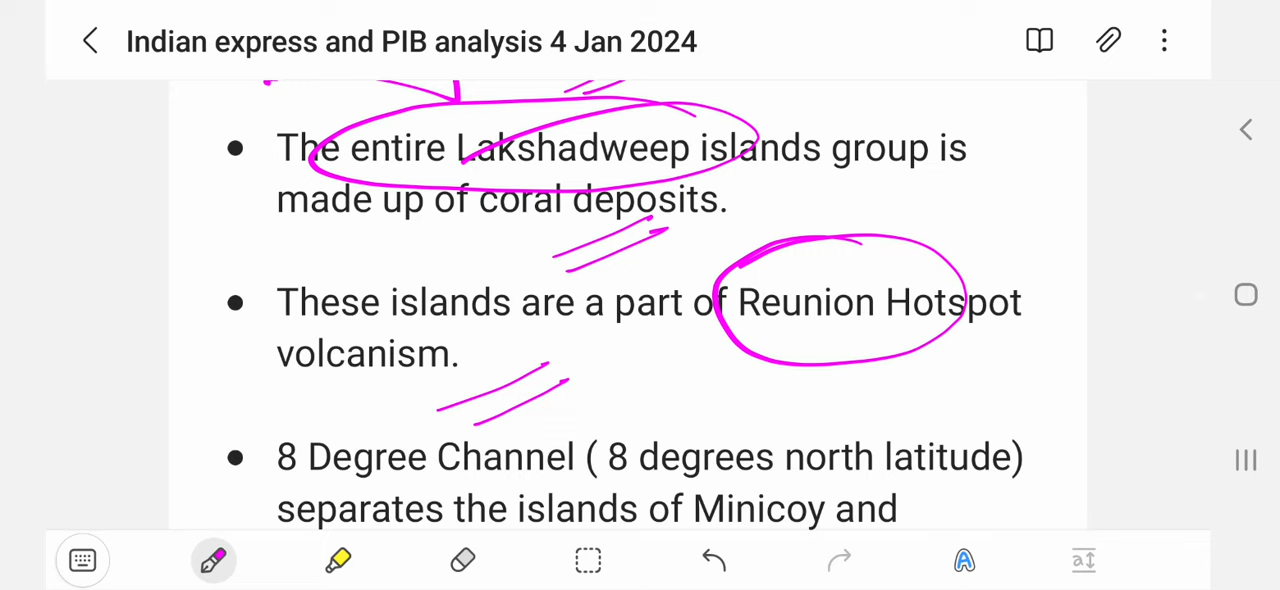 Indian express and PIB analysis 4 Jan 2024
• The entire Lakshadweep islands group is
made up of coral deposits.
• These islands are a part of Reunion Hotspot
volcanism.
• 8 Degree Channel ( 8 degrees north latitude)
separates the islands of Minicoy and